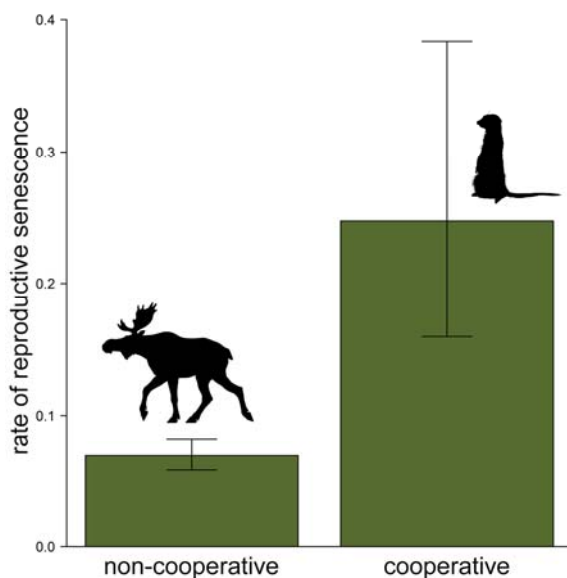 0.4
0.3
0.2
0.1
0.0
rate of reproductive senescence
non-cooperative
cooperative